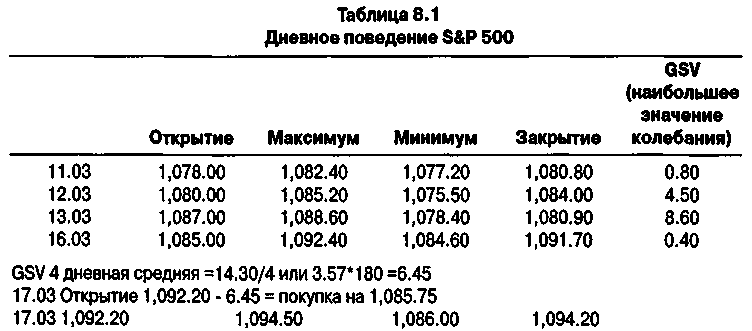 Таблица 8.1
Дневное поведение S&P 500
GSV
(наибольшее
значение
Открытие Максимум Минимум Закрытие колебания)
11.03 1,078.00 1,082.40 1,077.20 1,080.80 0.80
12.03 1,080.00 1,085.20 1,075.50 1,084.00 4.50
13.03 1,087.00 1,088.60 1,078.40 1,080.90 8.60
16.03 1,085.00 1,092.40 1,084.60 1,091.70 0.40
GSV 4 дневная средняя =14.30/4 или 3.57*180 =6.45
17.03 Открытие 1,092.20 - 6.45 = покупка на 1,085.75
17.03 1,092.20 1,094.50 1,086.00 1,094.20